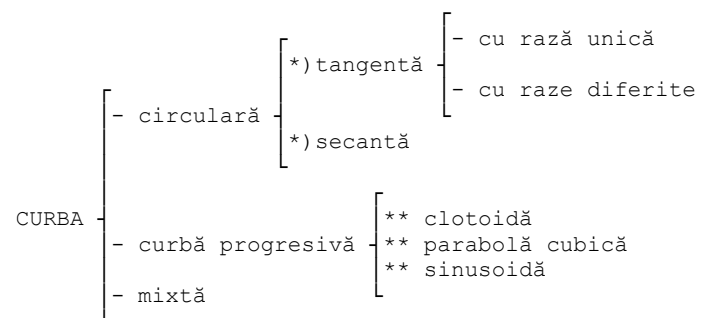 - cu rază unică
*) tangentă
- cu raze diferite
- circulară
*) secantă
CURBA
** clotoidă
- curbă progresivă
** parabolă cubică
** sinusoidă
- mixtă